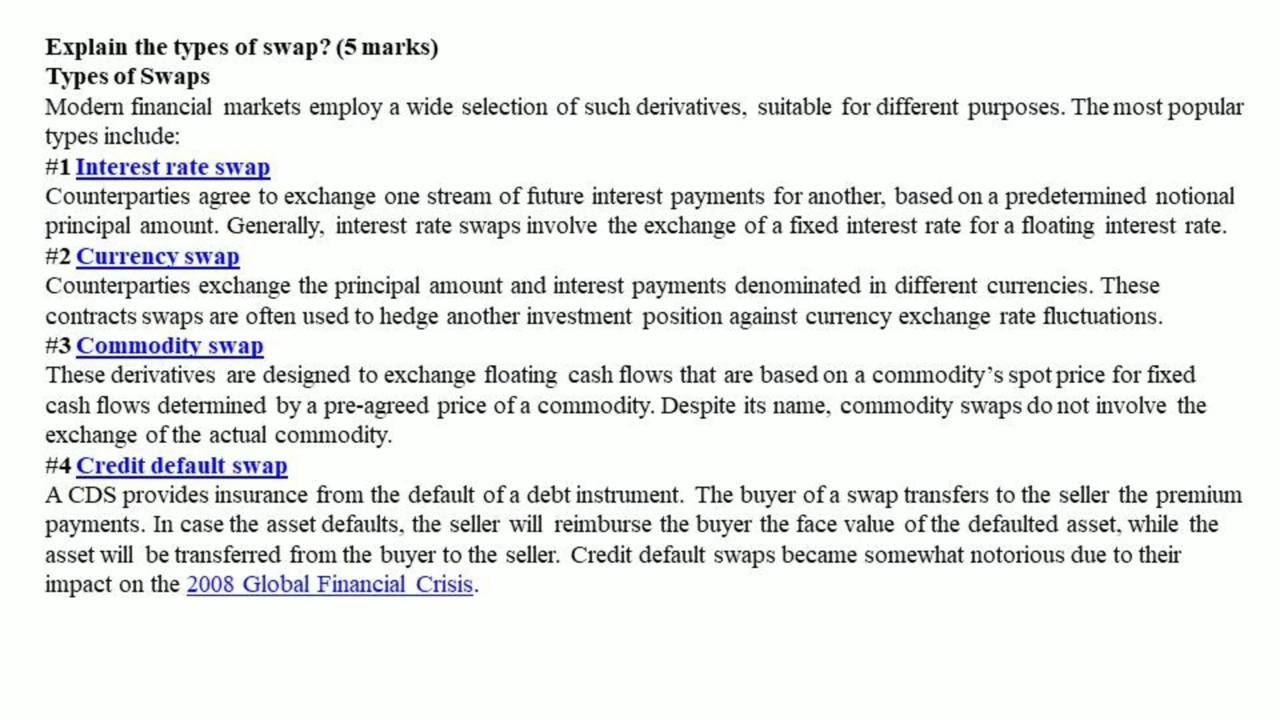 Explain the types of swap? (5 marks)
Types of Swaps
Modern financial markets employ a wide selection of such derivatives, suitable for different purposes. The most popular
types include:
#1 Interest rate swap
Counterparties agree to exchange one stream of future interest payments for another, based on a predetermined notional
principal amount. Generally, interest rate swaps involve the exchange of a fixed interest rate for a floating interest rate.
#2 Currency swap
Counterparties exchange the principal amount and interest payments denominated in different currencies. These
contracts swaps are often used to hedge another investment position against currency exchange rate fluctuations.
#3 Commodity swap
These derivatives are designed to exchange floating cash flows that are based on a commodity’s spot price for fixed
cash flows determined by a pre-agreed price of a commodity. Despite its name, commodity swaps do not involve the
exchange of the actual commodity.
#4 Credit default swap
A CDS provides insurance from the default of a debt instrument. The buyer of a swap transfers to the seller the premium
payments. In case the asset defaults, the seller will reimburse the buyer the face value of the defaulted asset, while the
asset will be transferred from the buyer to the seller. Credit default swaps became somewhat notorious due to their
impact on the 2008 Global Financial Crisis.